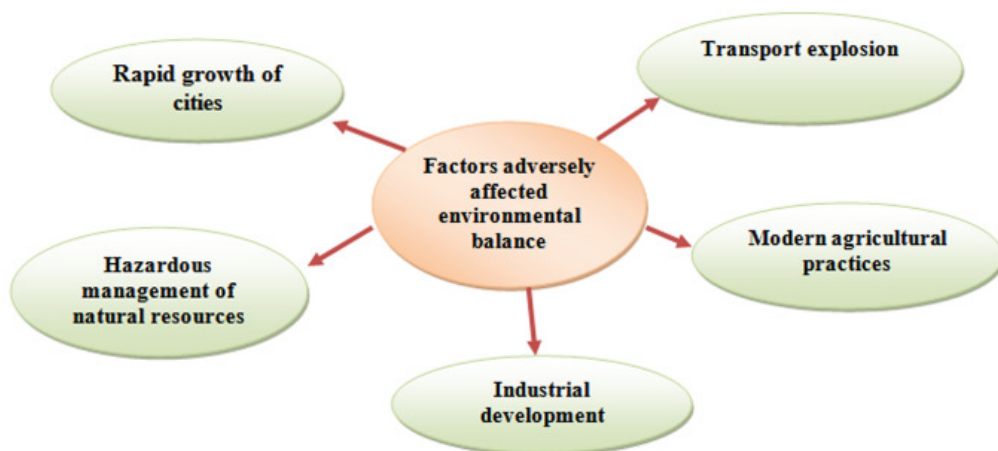 Rapid growth of
cities
Transport explosion
Factors adversely
affected
environmental
balance
Hazardous
management of
natural resources
Modern agricultural
practices
Industrial
development